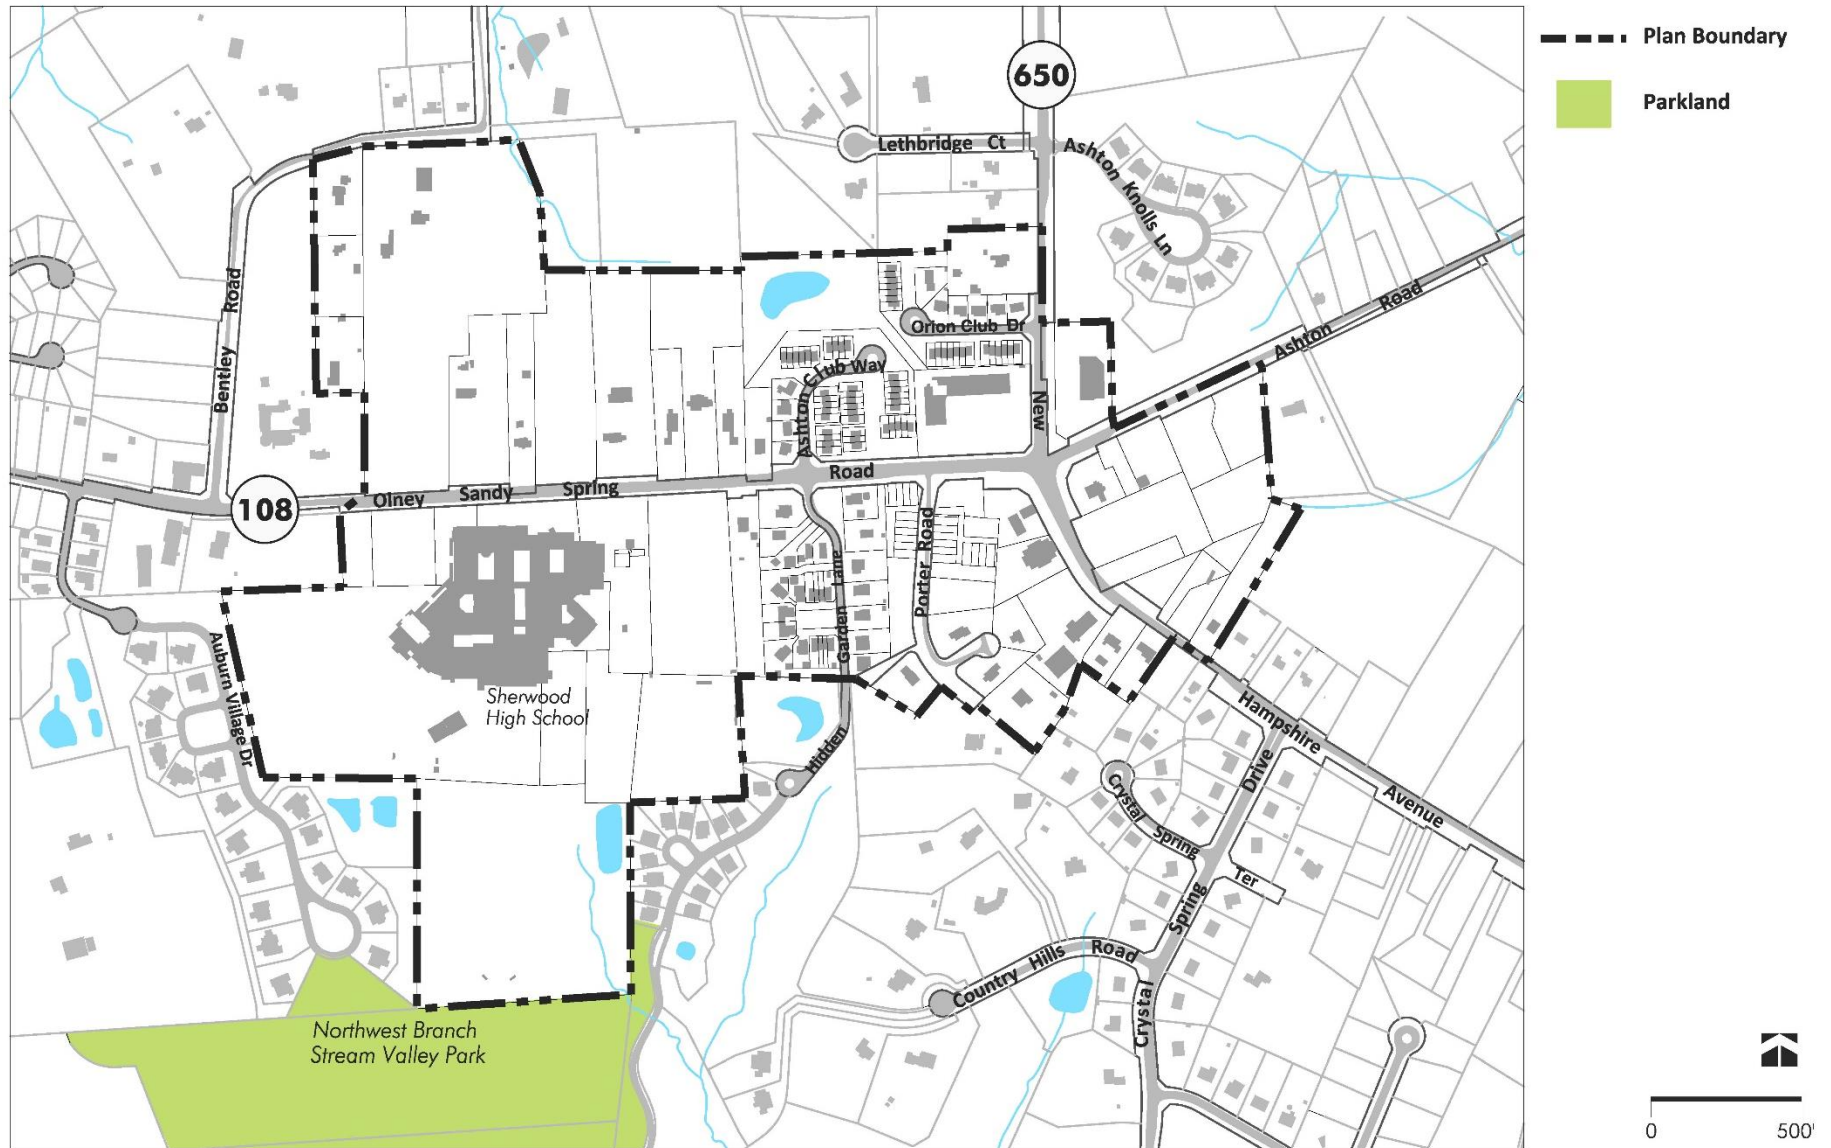 Plan Boundary
Parkland
650
Lethbridge Ct
Ashton Knolls Ln
Bentley Road
Ashton Road
Orion Club Dr
Ashton Club Way
New Hampshire Avenue
108
Olney Sandy Spring Road
Porter Road
Hidden Garden Lane
Auburn Village Dr
Sherwood
High School
Crystal Spring Ter
Crystal Spring Drive
Country Hills Road
Northwest Branch
Stream Valley Park
0 500'